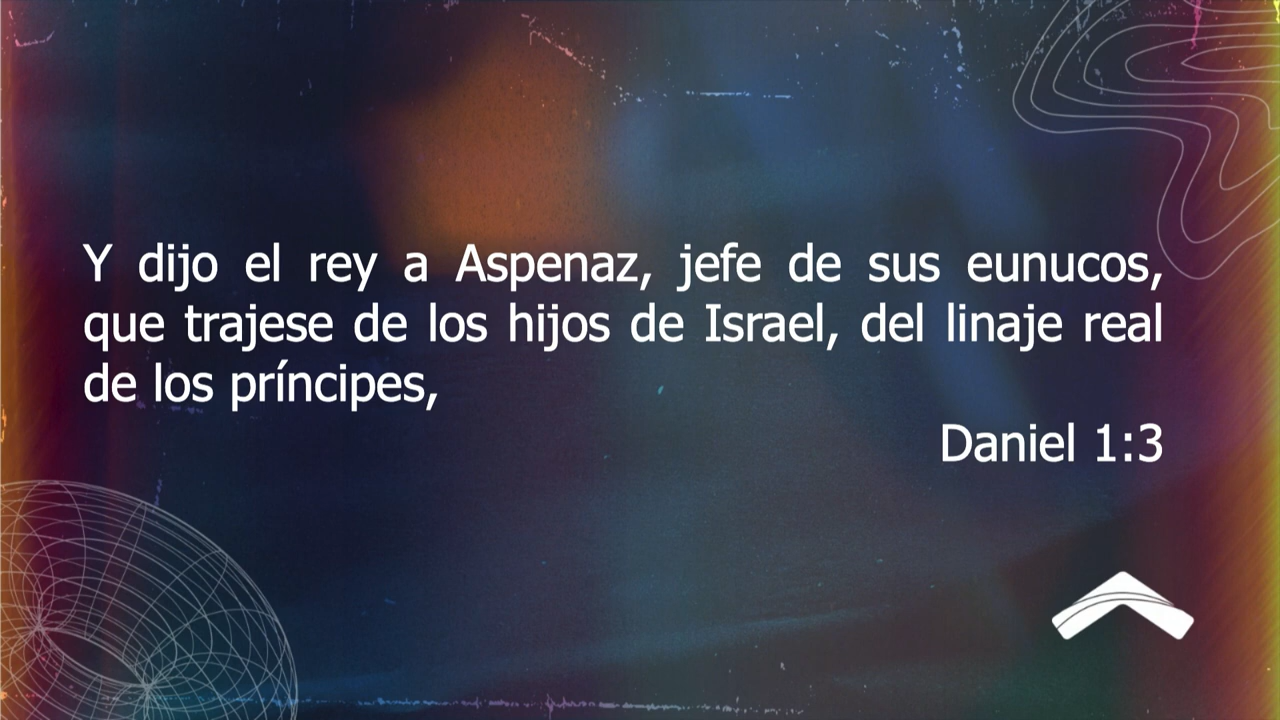 Y dijo el rey a Aspenaz, jefe de sus eunucos,
que trajese de los hijos de Israel, del linaje real
de los príncipes,
Daniel 1:3